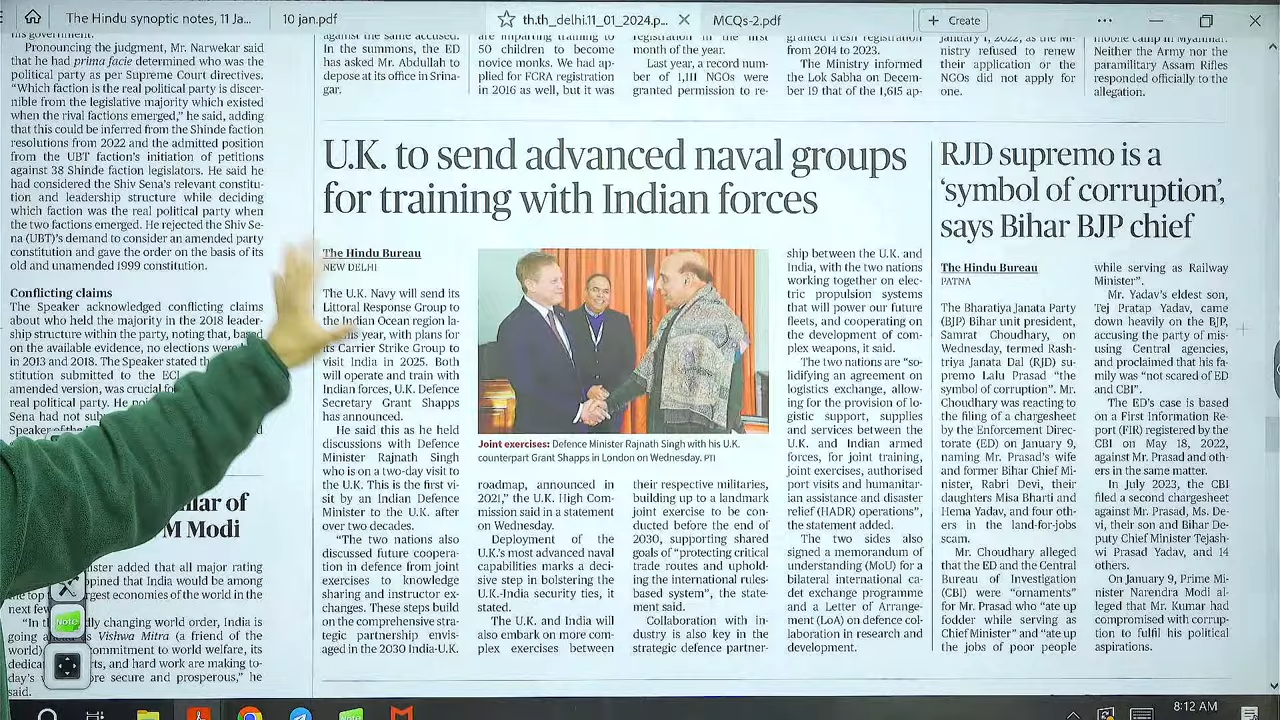 The Hindu synoptic notes, 11 Ja...
10 jan.pdf
th.th_delhi.11_01_2024.p...
MCQs-2.pdf
Create
his government.
Pronouncing the judgment, Mr. Narwekar said
that he had prima facie determined who was the
political party as per Supreme Court directives.
“Which faction is the real political party is discer-
nible from the legislative majority which existed
when the rival factions emerged,” he said, adding
that this could be inferred from the Shinde faction
resolutions from 2022 and the admitted position
from the UBT faction’s initiation of petitions
against 38 Shinde faction legislators. He said he
had considered the Shiv Sena’s relevant constitu-
tion and leadership structure while deciding
which faction was the real political party when
the two factions emerged. He rejected the Shiv Se-
na (UBT)’s demand to consider an amended party
constitution and gave the order on the basis of its
old and unamended 1999 constitution.
Conflicting claims
The Speaker acknowledged conflicting claims
about who held the majority in the 2018 leader-
ship structure within the party, noting that, based
on the available evidence, no elections were
in 2013 and 2018. The Speaker stated th
stitution submitted to the ECI
amended version, was crucial
real political party. He
Sena had not
Speaker
of
M Modi
ster added that all major rating
opined that India would be among
the top gest economies of the world in the
next few
“In t ly changing world order, India is
going Vishwa Mitra (a friend of the
world) ommitment to world welfare, its
dedica ts, and hard work are making to-
day’s ore secure and prosperous,” he
said.
against the same accused.
In the summons, the ED
has asked Mr. Abdullah to
depose at its office in Srina-
gar.
are imparting training to
50 children to become
novice monks. We had ap-
plied for FCRA registration
in 2016 as well, but it was
registration in the first
month of the year.
Last year, a record num-
ber of 1,111 NGOs were
granted permission to re-
granted fresh registration
from 2014 to 2023.
The Ministry informed
the Lok Sabha on Decem-
ber 19 that of the 1,615 ap-
January 1, 2022, as the Mi-
nistry refused to renew
their application or the
NGOs did not apply for
one.
mobile camp in Myanmar.
Neither the Army nor the
paramilitary Assam Rifles
responded officially to the
allegation.
U.K. to send advanced naval groups
for training with Indian forces
The Hindu Bureau
NEW DELHI
The U.K. Navy will send its
Littoral Response Group to
the Indian Ocean region la-
his year, with plans for
its Carrier Strike Group to
visit India in 2025. Both
will operate and train with
Indian forces, U.K. Defence
Secretary Grant Shapps
has announced.
He said this as he held
discussions with Defence
Minister Rajnath Singh
who is on a two-day visit to
the U.K. This is the first vi-
sit by an Indian Defence
Minister to the U.K. after
over two decades.
“The two nations also
discussed future coopera-
tion in defence from joint
exercises to knowledge
sharing and instructor ex-
changes. These steps build
on the comprehensive stra-
tegic partnership envis-
aged in the 2030 India-U.K.
Joint exercises: Defence Minister Rajnath Singh with his U.K.
counterpart Grant Shapps in London on Wednesday. PTI
roadmap, announced in
2021,” the U.K. High Com-
mission said in a statement
on Wednesday.
Deployment of the
U.K.’s most advanced naval
capabilities marks a deci-
sive step in bolstering the
U.K.-India security ties, it
stated.
The U.K. and India will
also embark on more com-
plex exercises between
their respective militaries,
building up to a landmark
joint exercise to be con-
ducted before the end of
2030, supporting shared
goals of “protecting critical
trade routes and uphold-
ing the international rules-
based system”, the state-
ment said.
Collaboration with in-
dustry is also key in the
strategic defence partner-
ship between the U.K. and
India, with the two nations
working together on elec-
tric propulsion systems
that will power our future
fleets, and cooperating on
the development of com-
plex weapons, it said.
The two nations are “so-
lidifying an agreement on
logistics exchange, allow-
ing for the provision of lo-
gistic support, supplies
and services between the
U.K. and Indian armed
forces, for joint training,
joint exercises, authorised
port visits and humanitar-
ian assistance and disaster
relief (HADR) operations”,
the statement added.
The two sides also
signed a memorandum of
understanding (MoU) for a
bilateral international ca-
det exchange programme
and a Letter of Arrange-
ment (LoA) on defence col-
laboration in research and
development.
RJD supremo is a
‘symbol of corruption’,
says Bihar BJP chief
The Hindu Bureau
PATNA
The Bharatiya Janata Party
(BJP) Bihar unit president,
Samrat Choudhary, on
Wednesday, termed Rash-
triya Janata Dal (RJD) su-
premo Lalu Prasad “the
symbol of corruption”. Mr.
Choudhary was reacting to
the filing of a chargesheet
by the Enforcement Direc-
torate (ED) on January 9,
naming Mr. Prasad’s wife
and former Bihar Chief Mi-
nister, Rabri Devi, their
daughters Misa Bharti and
Hema Yadav, and four oth-
ers in the land-for-jobs
scam.
Mr. Choudhary alleged
that the ED and the Central
Bureau of Investigation
(CBI) were “ornaments”
for Mr. Prasad who “ate up
fodder while serving as
Chief Minister” and “ate up
the jobs of poor people
while serving as Railway
Minister”.
Mr. Yadav’s eldest son,
Tej Pratap Yadav, came
down heavily on the BJP,
accusing the party of mis-
using Central agencies,
and proclaimed that his fa-
mily was “not scared of ED
and CBI”.
The ED’s case is based
on a First Information Re-
port (FIR) registered by the
CBI on May 18, 2022,
against Mr. Prasad and oth-
ers in the same matter.
In July 2023, the CBI
filed a second chargesheet
against Mr. Prasad, Ms. De-
vi, their son and Bihar De-
puty Chief Minister Tejash-
wi Prasad Yadav, and 14
others.
On January 9, Prime Mi-
nister Narendra Modi al-
leged that Mr. Kumar had
compromised with corrup-
tion to fulfil his political
aspirations.
Note
8:12 AM